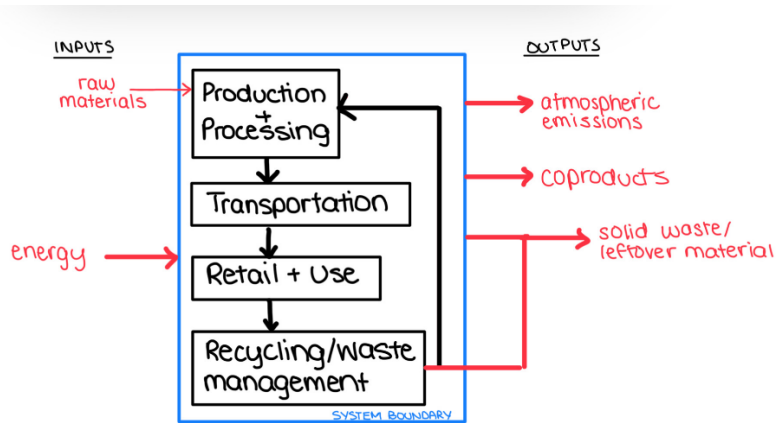 INPUTS
OUTPUTS
raw
materials
Production
+
Processing
atmospheric
emissions
coproducts
Transportation
energy
solid waste/
leftover material
Retail + Use
Recycling/Waste
management
SYSTEM BOUNDARY